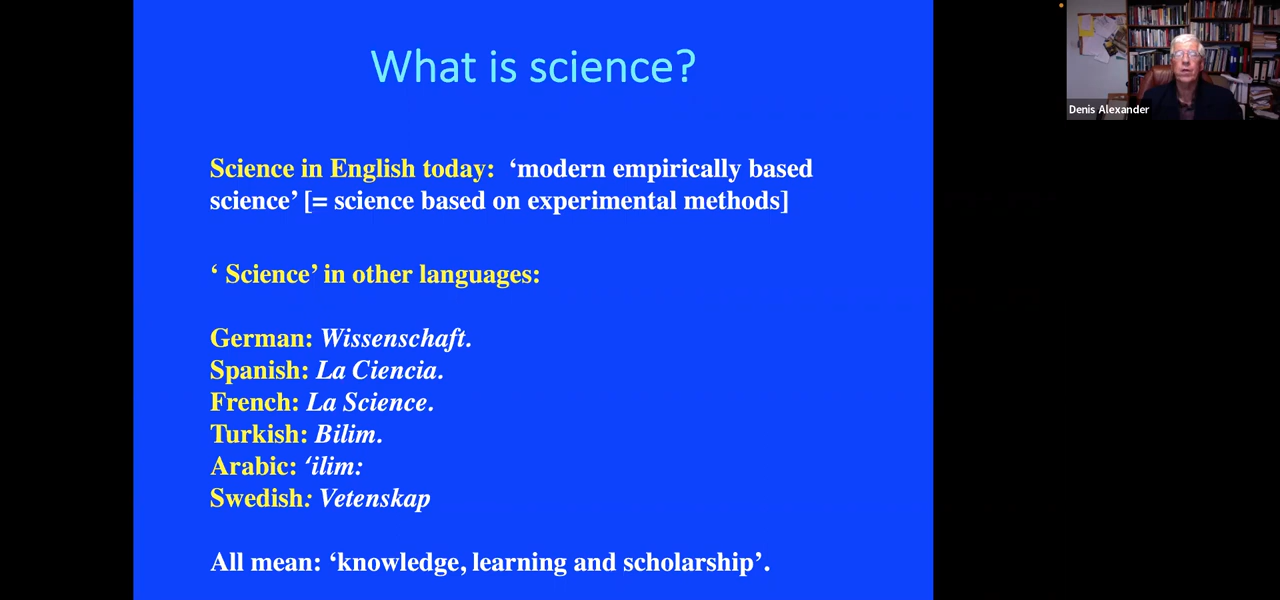 What is science?
Science in English today: ‘modern empirically based
science’ [= science based on experimental methods]
‘ Science’ in other languages:
German: Wissenschaft.
Spanish: La Ciencia.
French: La Science.
Turkish: Bilim.
Arabic: ‘ilim:
Swedish: Vetenskap
All mean: ‘knowledge, learning and scholarship’.
Denis Alexander